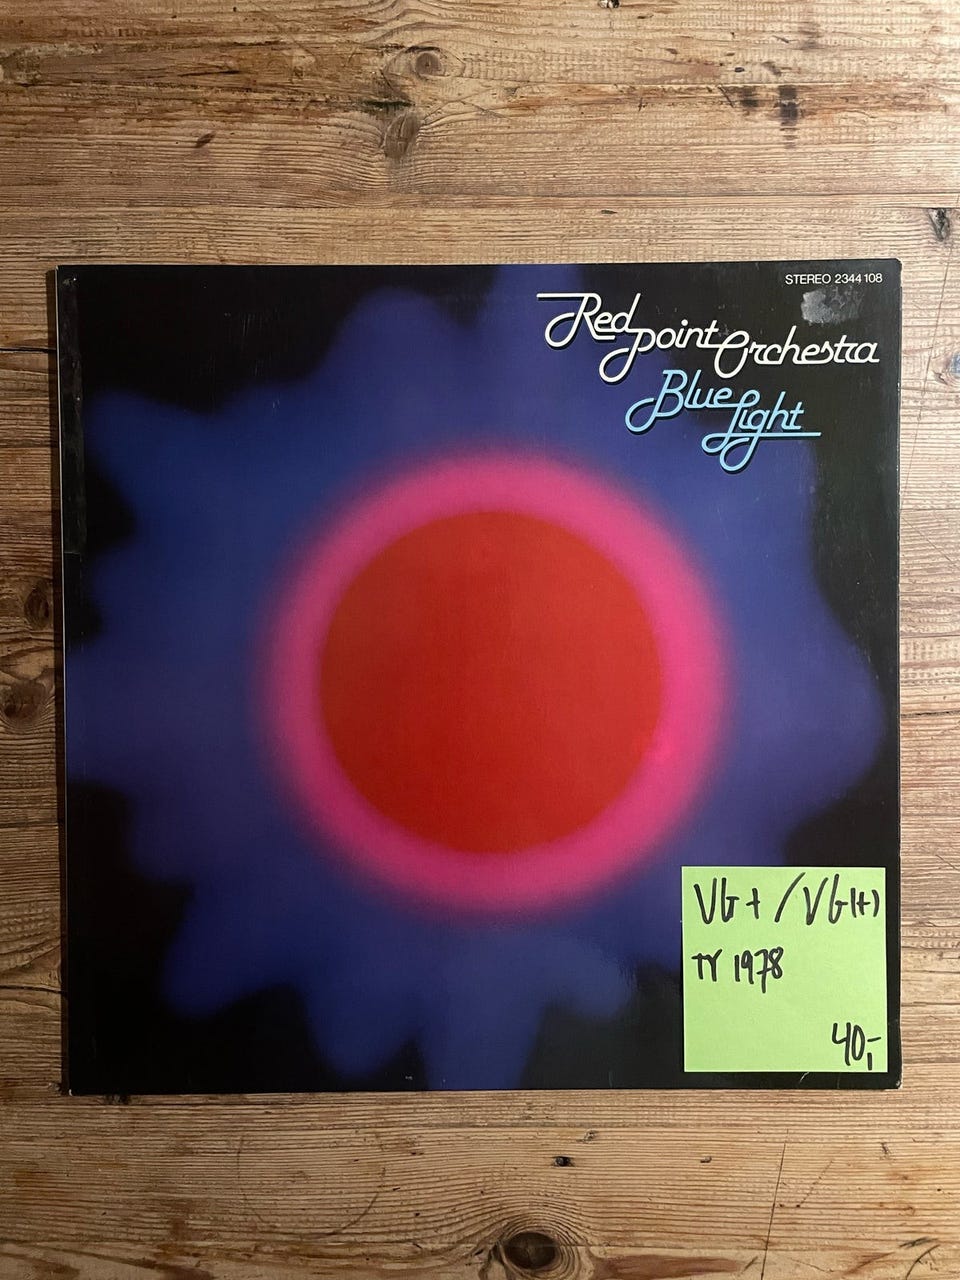 STEREO 2344 108
Red point Orchestra
Blue Light
VG+/VG(+)
TY 1978
40,-